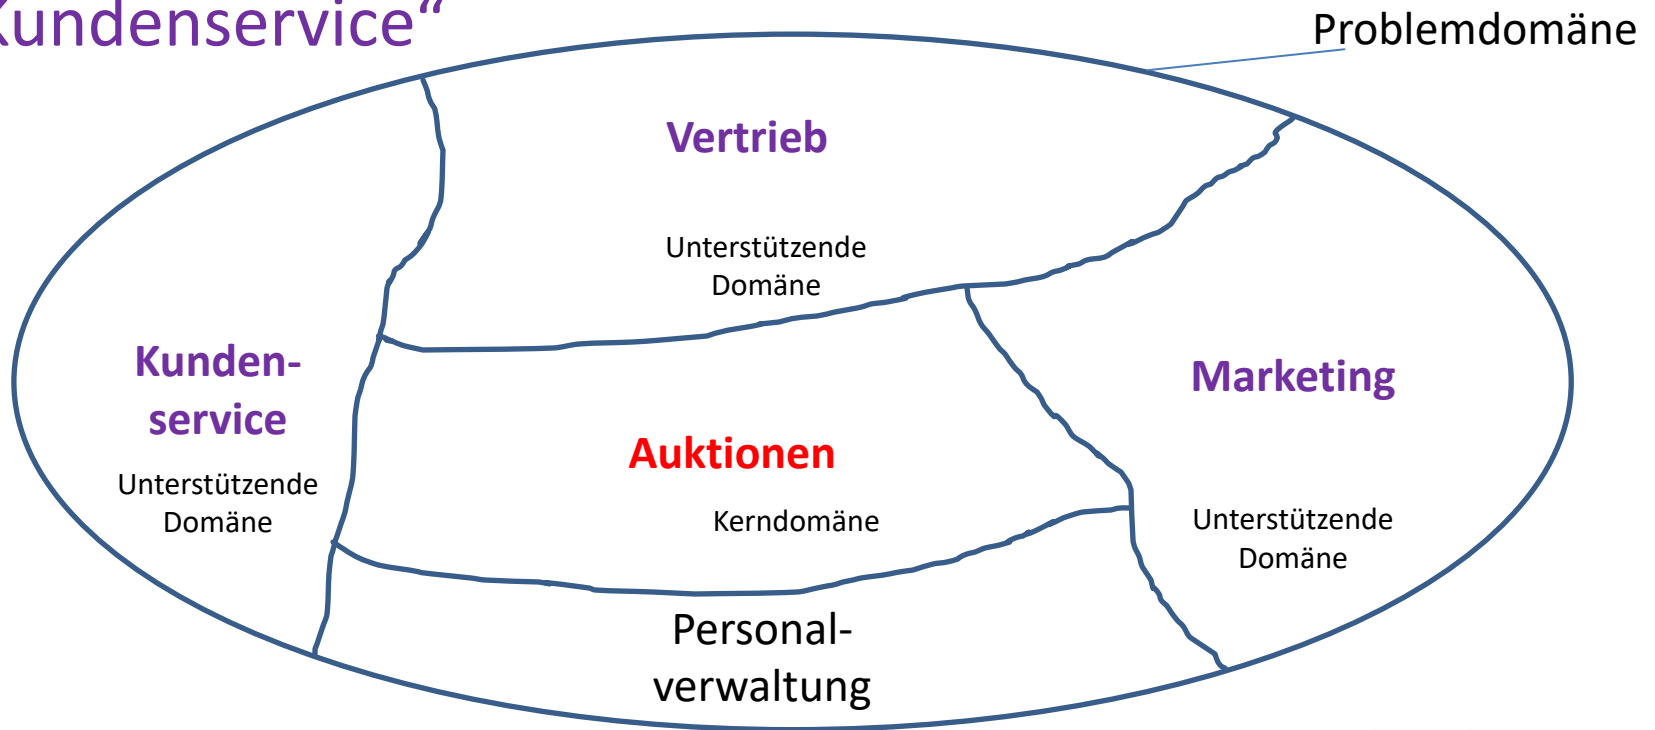 Kundenservice“
Problemdomäne
Vertrieb
Unterstützende
Domäne
Kunden-
service
Unterstützende
Domäne
Auktionen
Kerndomäne
Marketing
Unterstützende
Domäne
Personal-
verwaltung